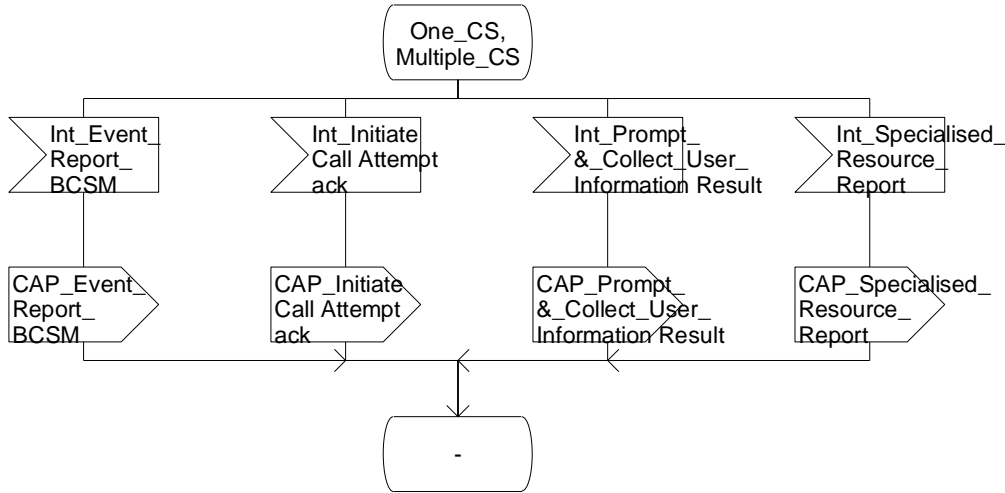 One_CS,
Multiple_CS
Int_Event_
Report_
BCSM
Int_Initiate
Call Attempt
ack
Int_Prompt_
&_Collect_User_
Information Result
Int_Specialised_
Resource_
Report
CAP_Event_
Report_
BCSM
CAP_Initiate
Call Attempt
ack
CAP_Prompt_
&_Collect_User_
Information Result
CAP_Specialised_
Resource_
Report
-